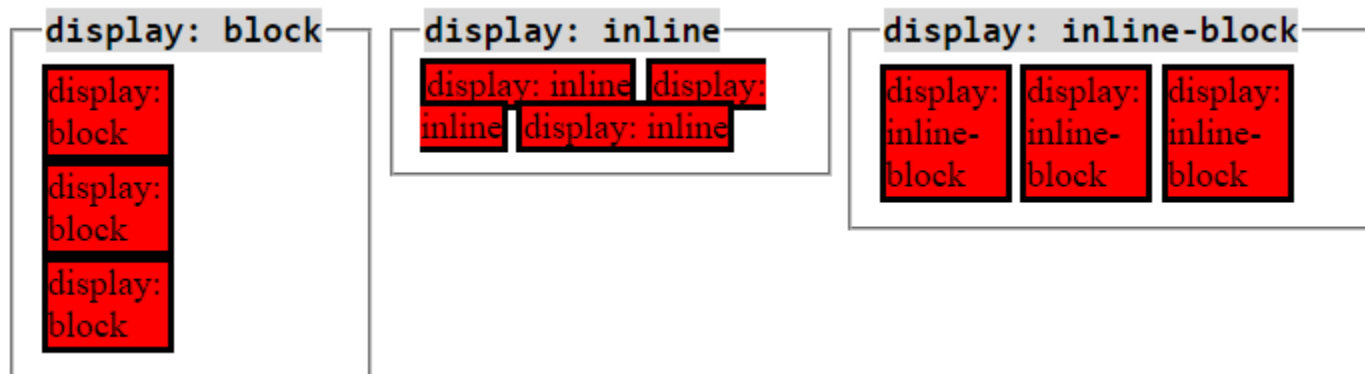 display: block
display:
block
display:
block
display:
block
display: inline
display: inline display:
inline display: inline
display: inline-block
display:
inline-
block
display:
inline-
block
display:
inline-
block